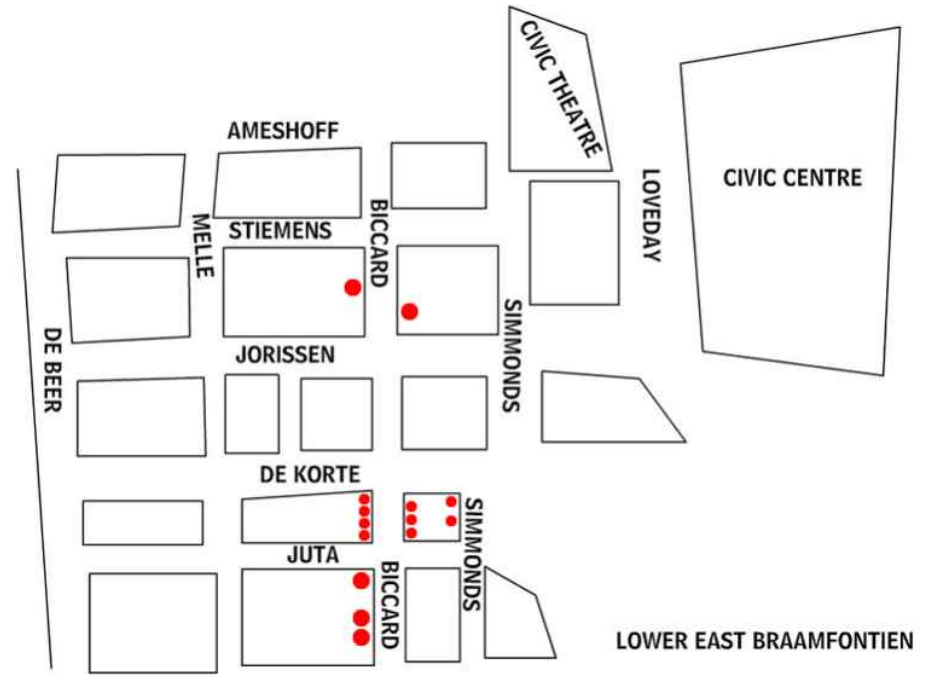 CIVIC THEATRE
AMESHOFF
CIVIC CENTRE
LOVEDAY
BICCARD
MELLE
STIEMENS
SIMMONDS
DE BEER
JORISSEN
DE KORTE
SIMMONDS
JUTA
BICCARD
LOWER EAST BRAAMFONTIEN